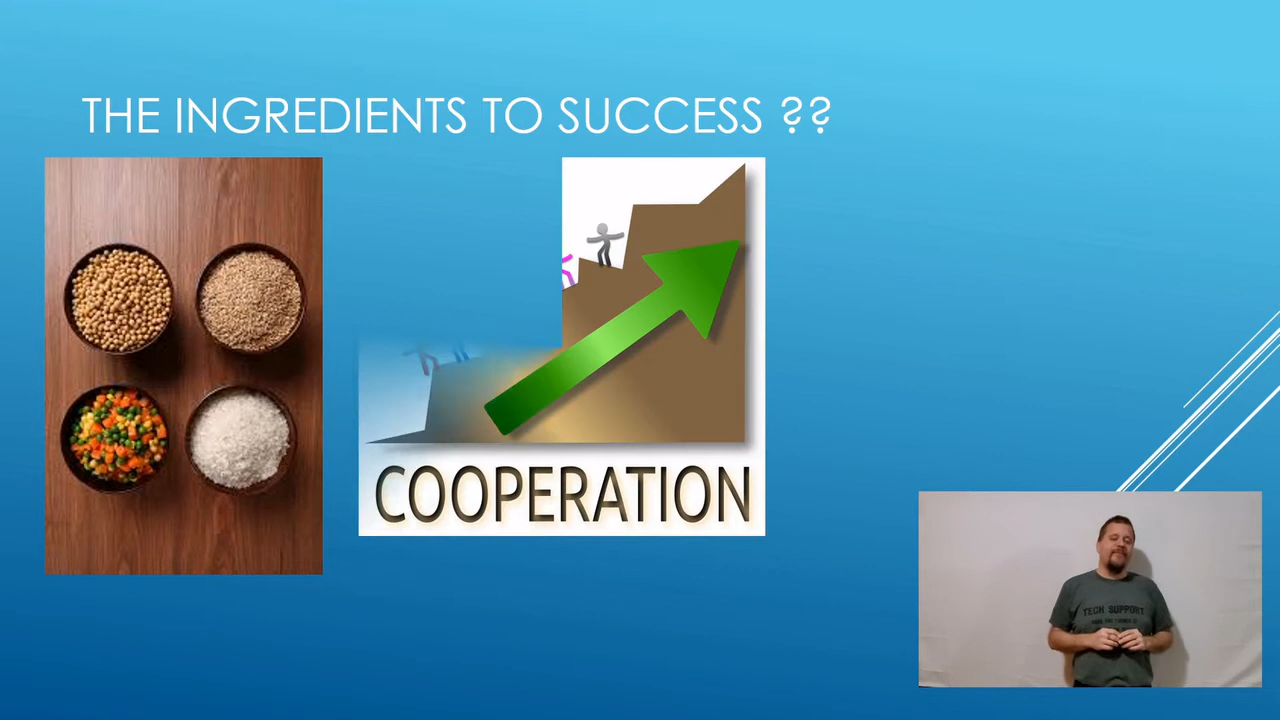 THE INGREDIENTS TO SUCCESS ??
COOPERATION
TECH SUPPORT